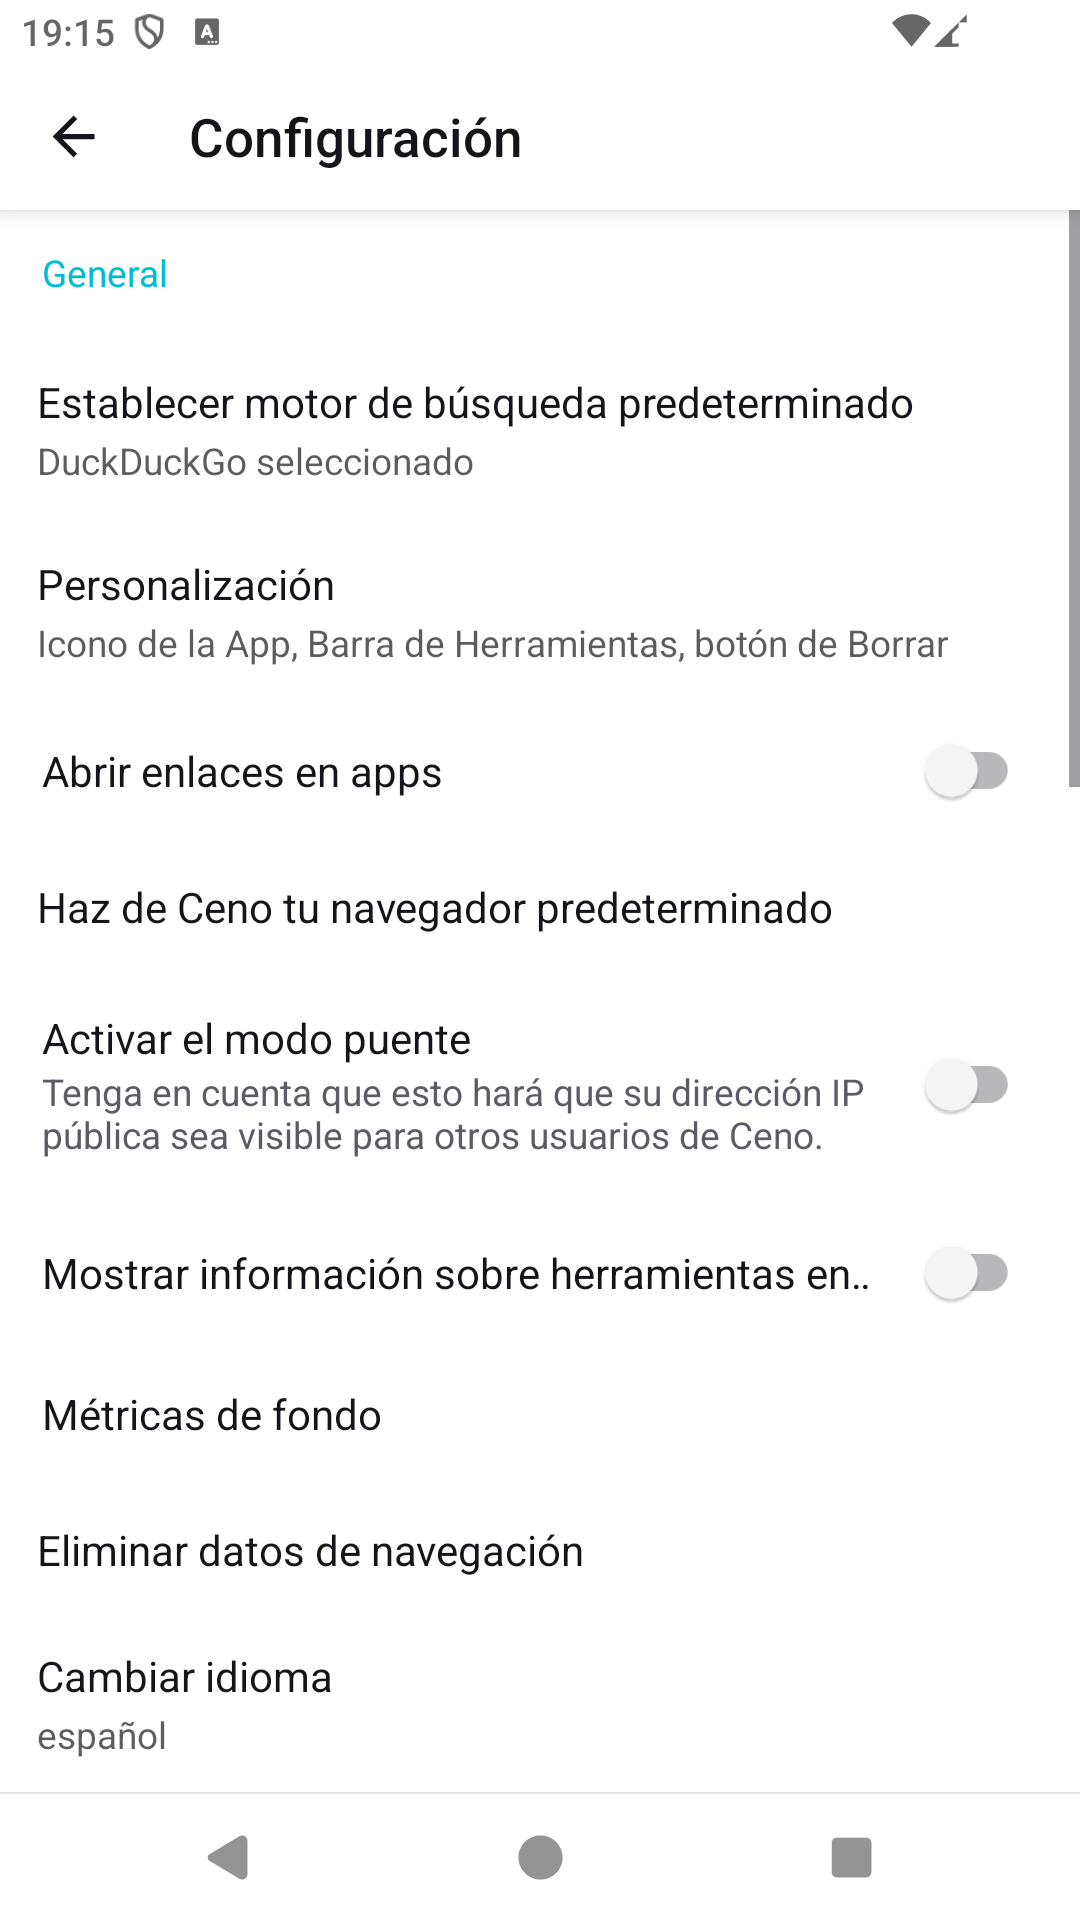 19:15
Configuración
General
Establecer motor de búsqueda predeterminado
DuckDuckGo seleccionado
Personalización
Icono de la App, Barra de Herramientas, botón de Borrar
Abrir enlaces en apps
Haz de Ceno tu navegador predeterminado
Activar el modo puente
Tenga en cuenta que esto hará que su dirección IP
pública sea visible para otros usuarios de Ceno.
Mostrar información sobre herramientas en..
Métricas de fondo
Eliminar datos de navegación
Cambiar idioma
español